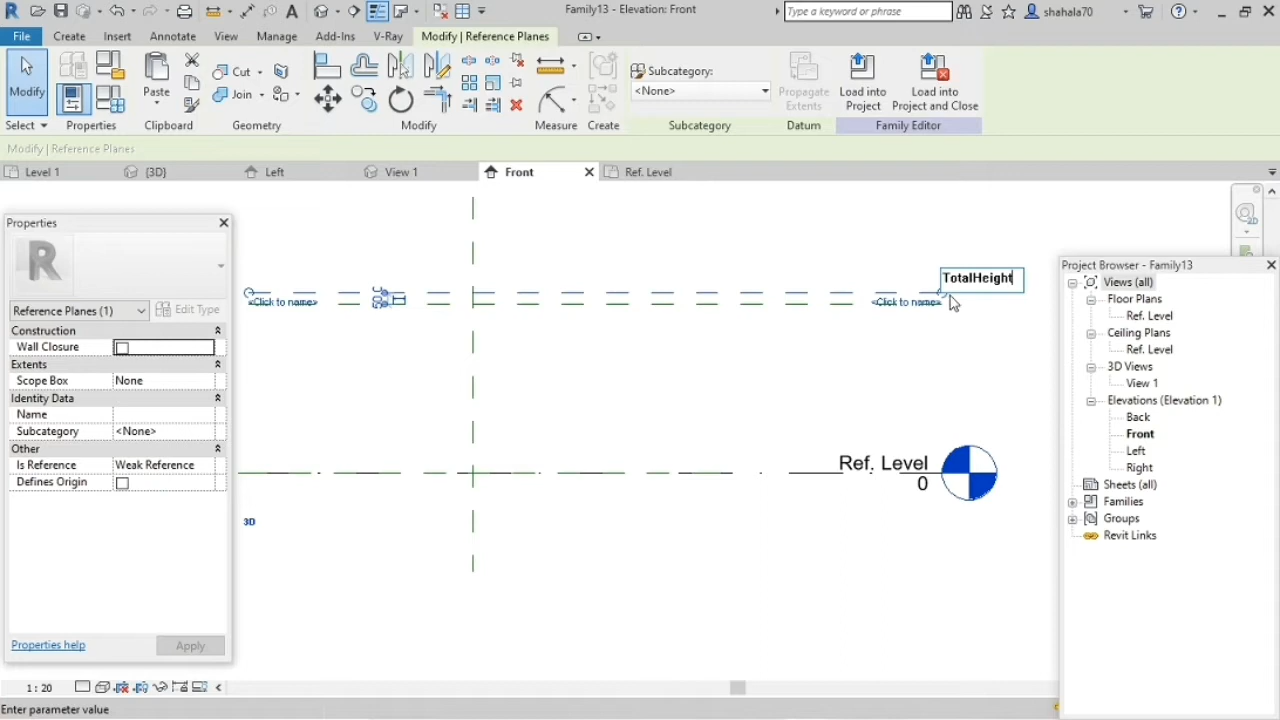 Family13 - Elevation: Front
Type a keyword or phrase
shahala70
File
Create
Insert
Annotate
View
Manage
Add-Ins
V-Ray
Modify | Reference Planes
Modify
Paste
Cut
Join
Subcategory:
<None>
Propagate
Extents
Load into
Project
Load into
Project and Close
Select
Properties
Clipboard
Geometry
Modify
Measure
Create
Subcategory
Datum
Family Editor
Modify | Reference Planes
Level 1
{3D}
Left
View 1
Front
Ref. Level
Properties
R
Reference Planes (1)
Edit Type
Construction
Wall Closure
Extents
Scope Box None
Identity Data
Name
Subcategory <None>
Other
Is Reference Weak Reference
Defines Origin
Properties help
Apply
TotalHeight
<Click to name>
<Click to name>
Ref. Level
0
3D
2D
Project Browser - Family13
Views (all)
Floor Plans
Ref. Level
Ceiling Plans
Ref. Level
3D Views
View 1
Elevations (Elevation 1)
Back
Front
Left
Right
Sheets (all)
Families
Groups
Revit Links
1 : 20
Enter parameter value